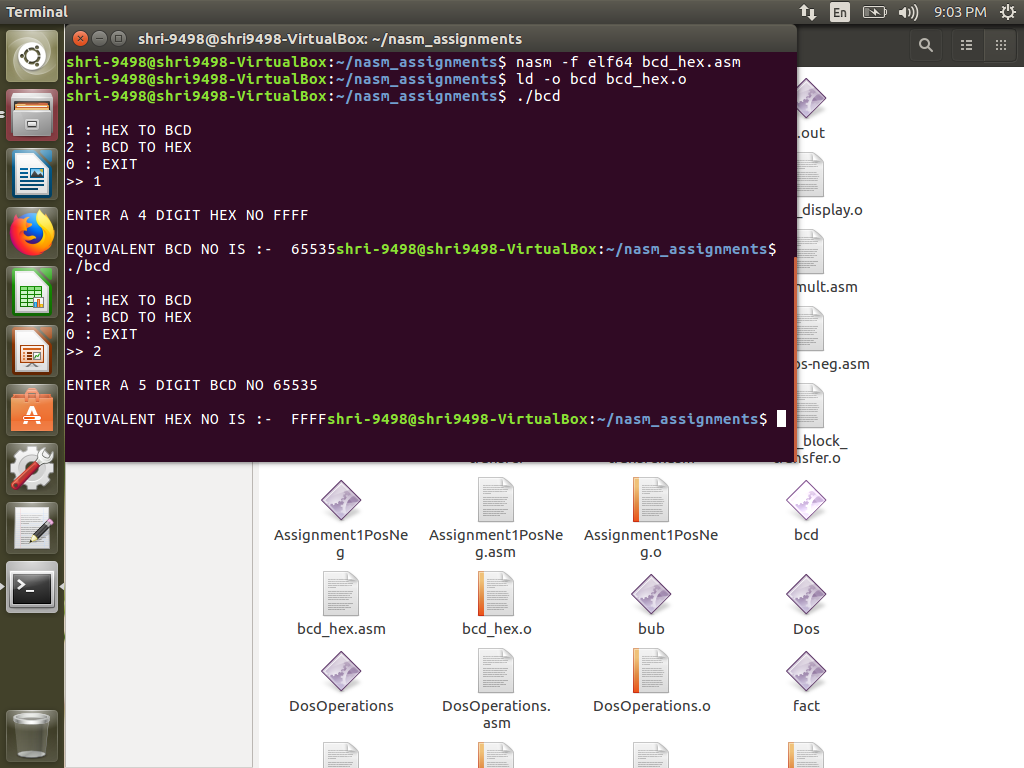 Terminal
En
9:03 PM
shri-9498@shri9498-VirtualBox: ~/nasm_assignments
shri-9498@shri9498-VirtualBox:~/nasm_assignments$ nasm -f elf64 bcd_hex.asm
shri-9498@shri9498-VirtualBox:~/nasm_assignments$ ld -o bcd bcd_hex.o
shri-9498@shri9498-VirtualBox:~/nasm_assignments$ ./bcd
1 : HEX TO BCD
2 : BCD TO HEX
0 : EXIT
>> 1
ENTER A 4 DIGIT HEX NO FFFF
EQUIVALENT BCD NO IS :-  65535shri-9498@shri9498-VirtualBox:~/nasm_assignments$
./bcd
1 : HEX TO BCD
2 : BCD TO HEX
0 : EXIT
>> 2
ENTER A 5 DIGIT BCD NO 65535
EQUIVALENT HEX NO IS :-  FFFFshri-9498@shri9498-VirtualBox:~/nasm_assignments$
.out
_display.o
mult.asm
os-neg.asm
_block_
nsfer.o
Assignment1PosNe
g
Assignment1PosNe
g.asm
Assignment1PosNe
g.o
bcd
bcd_hex.asm
bcd_hex.o
bub
Dos
DosOperations
DosOperations.
asm
DosOperations.o
fact